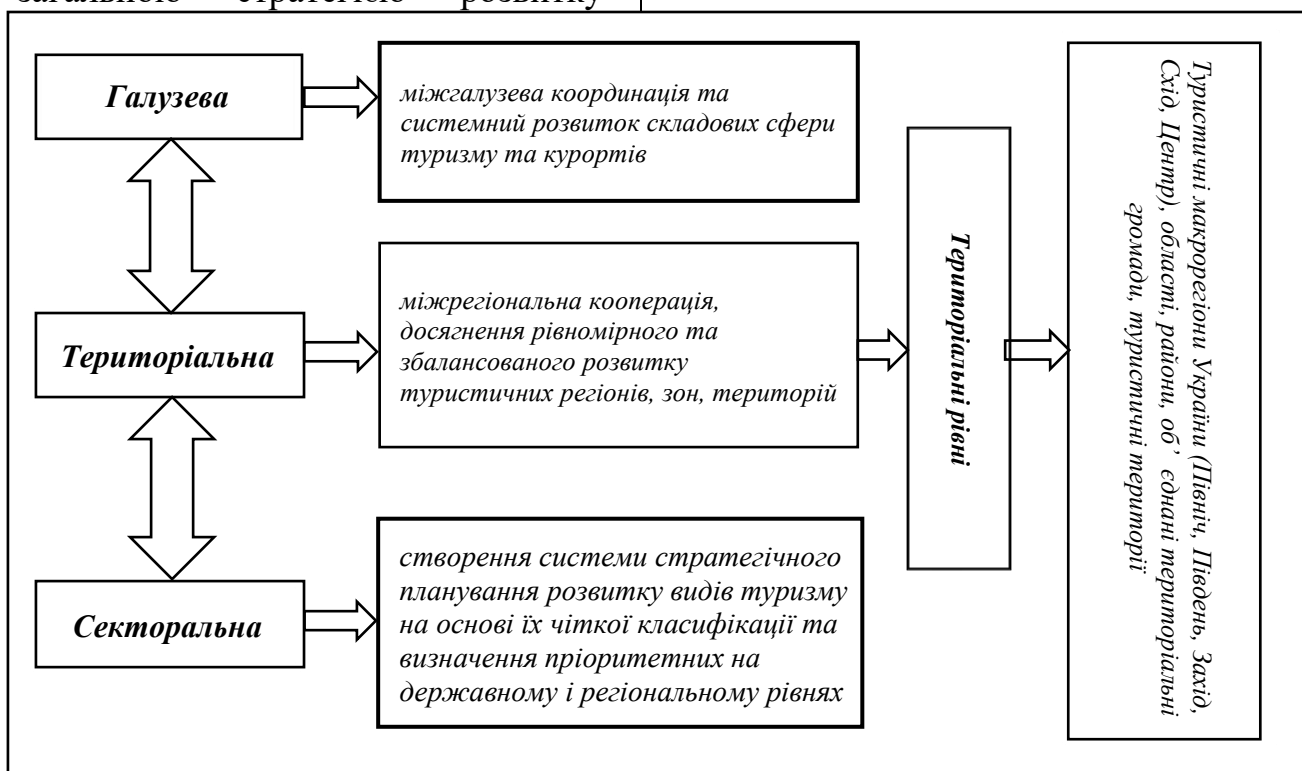 загальною стратегією розвитку
Галузева
міжгалузева координація та
системний розвиток складових сфери
туризму та курортів
Територіальна
міжрегіональна кооперація,
досягнення рівномірного та
збалансованого розвитку
туристичних регіонів, зон, територій
Секторальна
створення системи стратегічного
планування розвитку видів туризму
на основі їх чіткої класифікації та
визначення пріоритетних на
державному і регіональному рівнях
Територіальні рівні
Туристичні макрорегіони України (Північ, Південь, Захід,
Схід, Центр), області, райони, об’ єднані територіальні
громади, туристичні території